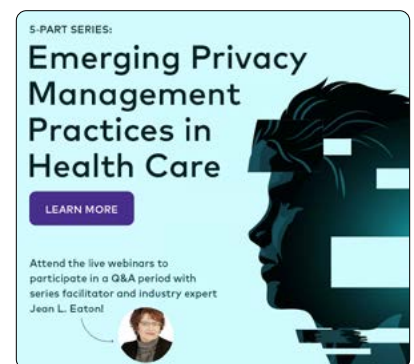 5-PART SERIES:
Emerging Privacy
Management
Practices in
Health Care
LEARN MORE
Attend the live webinars to
participate in a Q&A period with
series facilitator and industry expert
Jean L. Eaton!